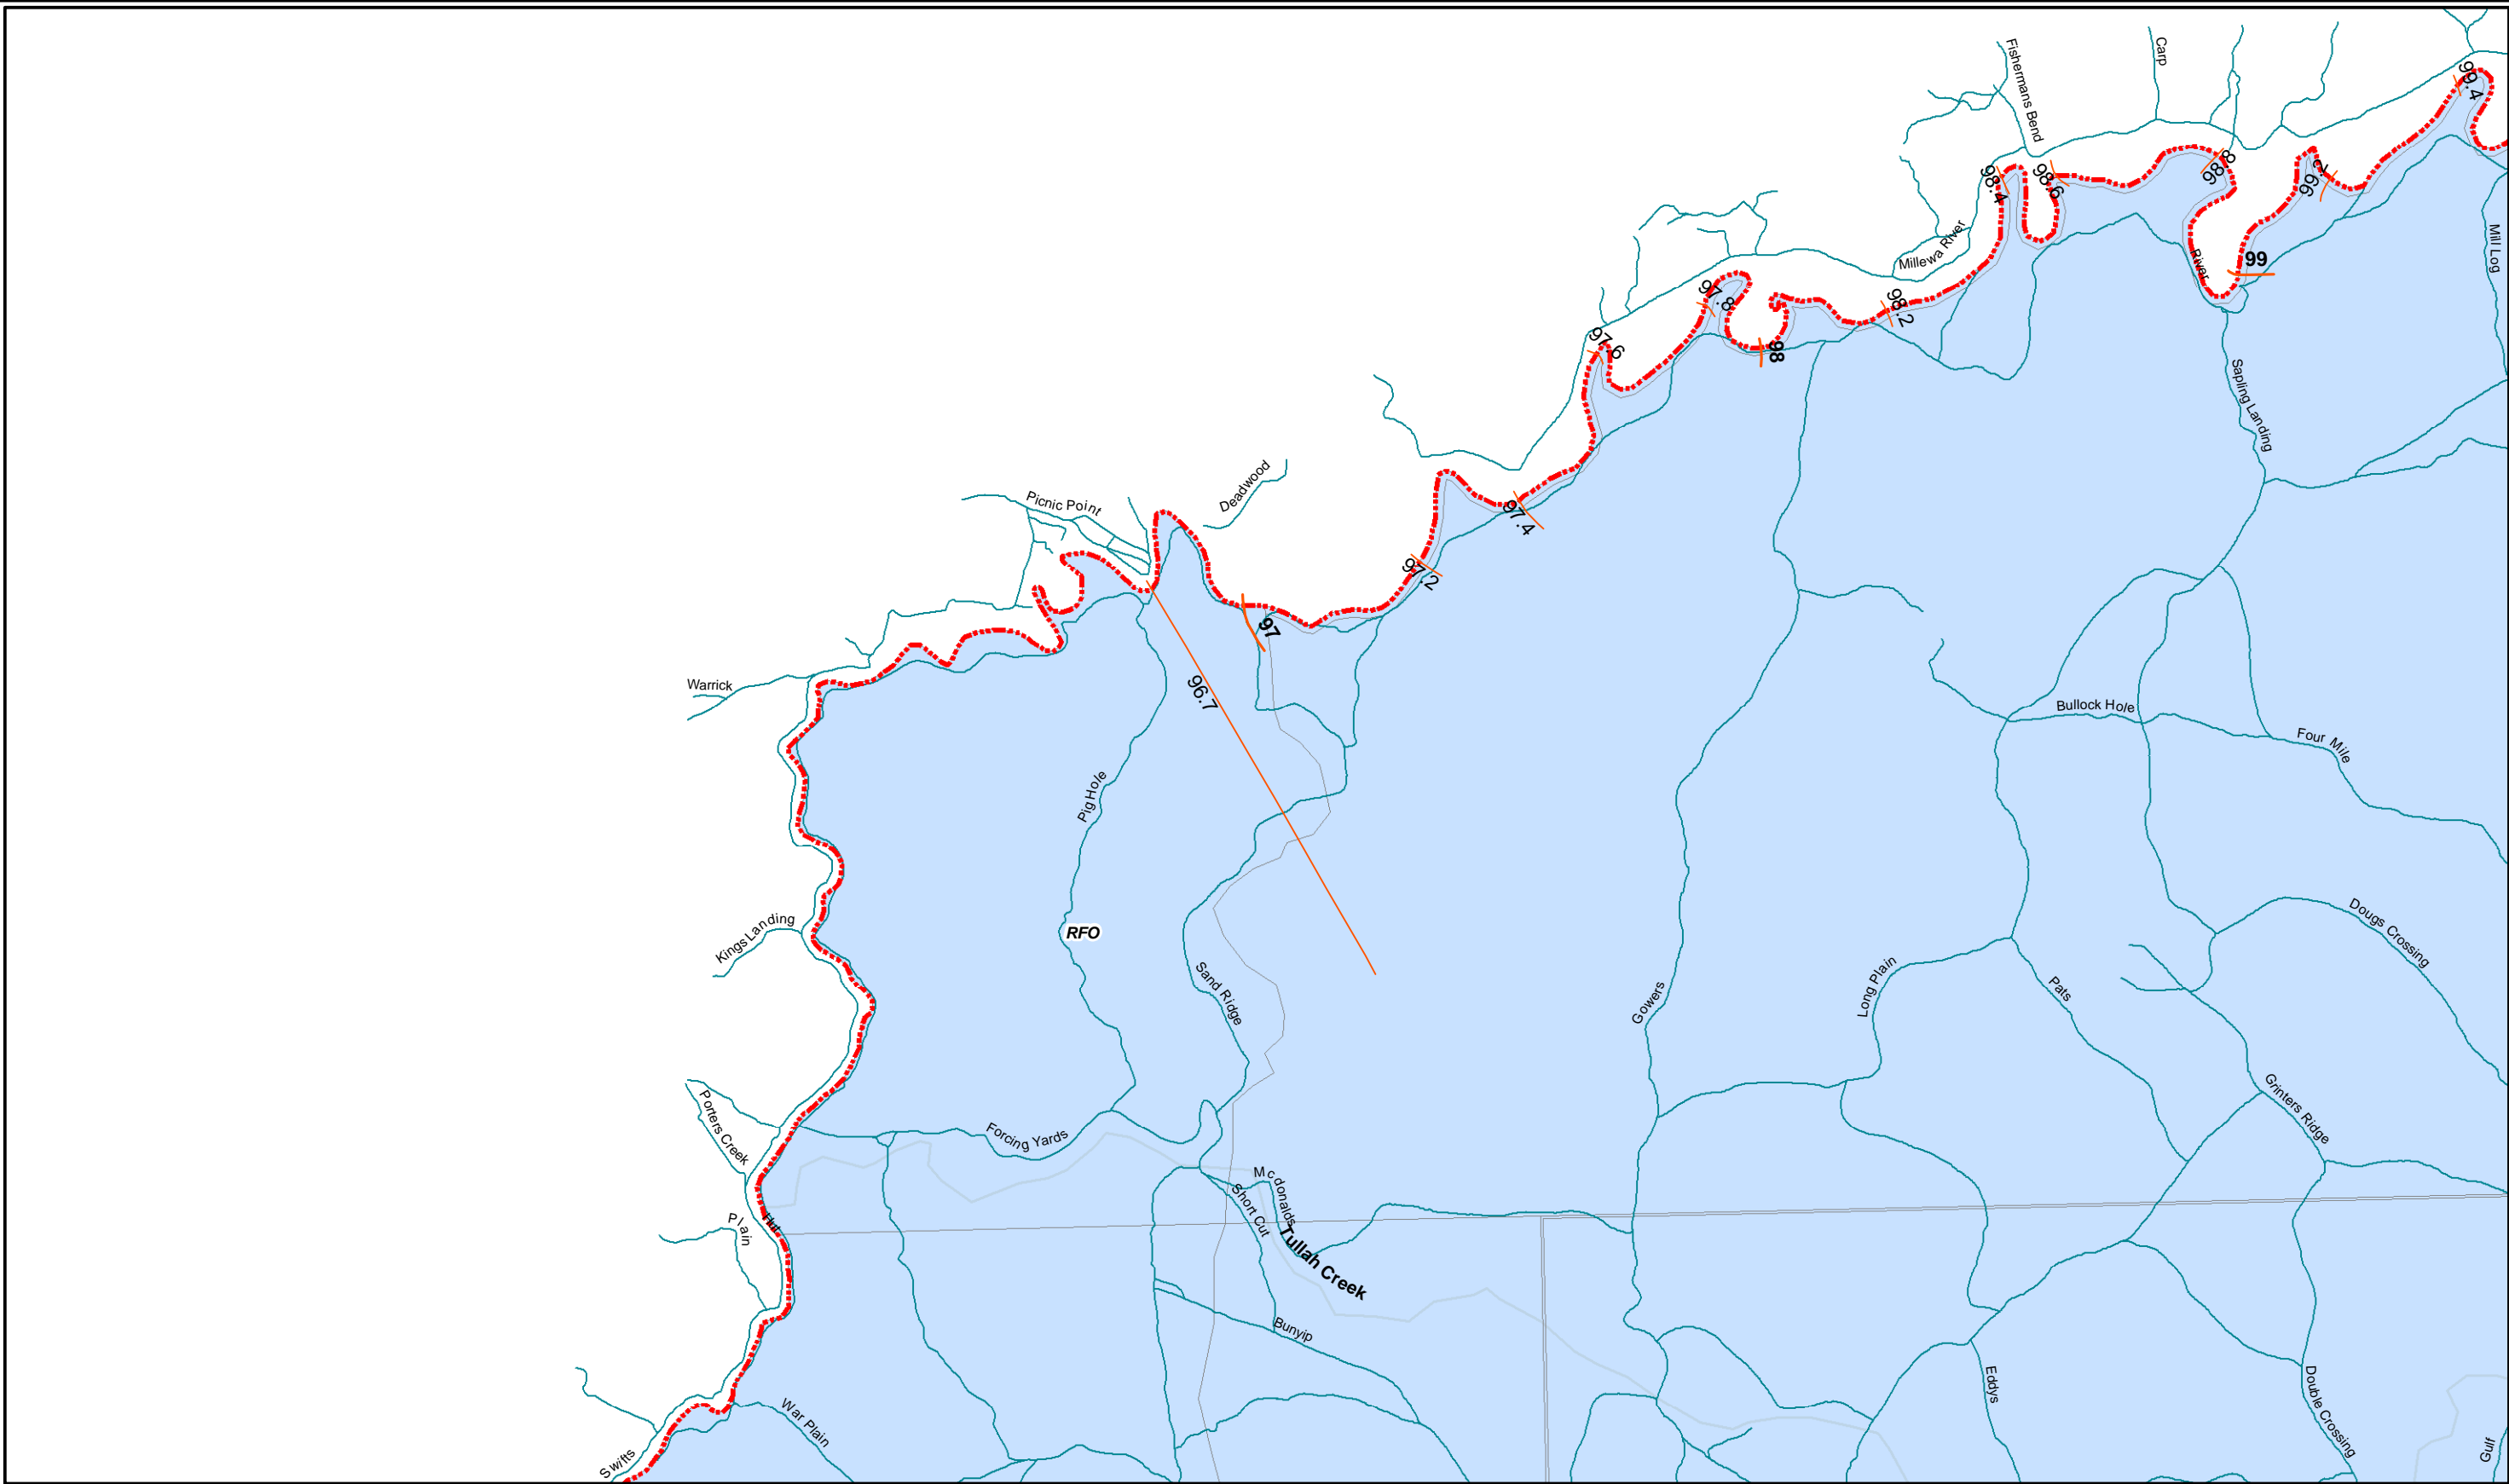 99.4
Carp
Fishermans Bend
98.8
98.4
98.6
99.2
Millewa River
River
99
Mill Log
97.8
98.2
97.6
98
Sapling Landing
Deadwood
Picnic Point
97.4
97.2
97
Warrick
96.7
Bullock Hole
Four Mile
Pig Hole
Kings Landing
RFO
Dougs Crossing
Sand Ridge
Gowers
Long Plain
Pats
Porters Creek
Forcing Yards
Grinters Ridge
Mcdonalds
Short Cut
Plain
Hut
Tullah Creek
Bunyip
Eddys
Double Crossing
War Plain
Swifts
Gulf